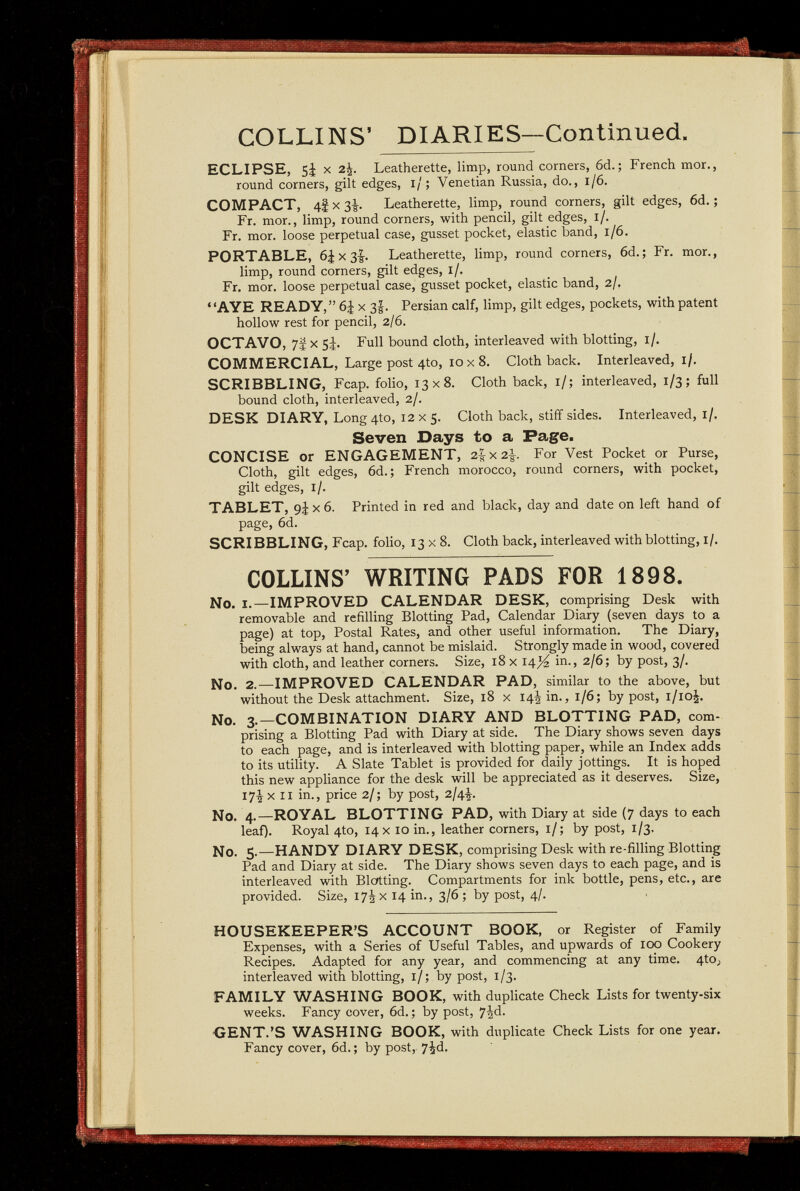 COLLINS' DIARIES—Continued.
ECLIPSE, 5¼ x 2½. Leatherette, limp, round corners, 6d.; French mor.,
round corners, gilt edges, 1/; Venetian Russia, do., 1/6.
COMPACT, 4⅝ x 3⅛. Leatherette, limp, round corners, gilt edges, 6d.;
Fr. mor., limp, round corners, with pencil, gilt edges, 1/.
Fr. mor. loose perpetual case, gusset pocket, elastic band, 1/6.
PORTABLE, 6¼ x 3⅞. Leatherette, limp, round corners, 6d.; Fr. mor.,
limp, round corners, gilt edges, 1/.
Fr. mor. loose perpetual case, gusset pocket, elastic band, 2/.
"AYE READY," 6¼ x 3⅞. Persian calf, limp, gilt edges, pockets, with patent
hollow rest for pencil, 2/6.
OCTAVO, 7¾ x 5¼. Full bound cloth, interleaved with blotting, 1/.
COMMERCIAL, Large post 4to, 10 x 8. Cloth back. Interleaved, 1/.
SCRIBBLING, Fcap. folio, 13 x 8. Cloth back, 1/; interleaved, 1/3; full
bound cloth, interleaved, 2/.
DESK DIARY, Long 4to, 12 x 5. Cloth back, stiff sides. Interleaved, 1/.
Seven Days to a Page.
CONCISE or ENGAGEMENT, 2⅞ x 2⅛. For Vest Pocket or Purse,
Cloth, gilt edges, 6d.; French morocco, round corners, with pocket,
gilt edges, 1/.
TABLET, 9¼ x 6. Printed in red and black, day and date on left hand of
page, 6d.
SCRIBBLING, Fcap. folio, 13 x 8. Cloth back, interleaved with blotting, 1/.
COLLINS' WRITING PADS FOR 1898.
No. 1.—IMPROVED CALENDAR DESK, comprising Desk with
removable and refilling Blotting Pad, Calendar Diary (seven days to a
page) at top, Postal Rates, and other useful information. The Diary,
being always at hand, cannot be mislaid. Strongly made in wood, covered
with cloth, and leather corners. Size, 18 x 14½ in., 2/6; by post, 3/.
No. 2.—IMPROVED CALENDAR PAD, similar to the above, but
without the Desk attachment. Size, 18 x 14½ in., 1/6; by post, 1/10½.
No. 3.—COMBINATION DIARY AND BLOTTING PAD, com-
prising a Blotting Pad with Diary at side. The Diary shows seven days
to each page, and is interleaved with blotting paper, while an Index adds
to its utility. A Slate Tablet is provided for daily jottings. It is hoped
this new appliance for the desk will be appreciated as it deserves. Size,
17½ x 11 in., price 2/; by post, 2/4½.
No. 4.—ROYAL BLOTTING PAD, with Diary at side (7 days to each
leaf). Royal 4to, 14 x 10 in., leather corners, 1/; by post, 1/3.
No. 5.—HANDY DIARY DESK, comprising Desk with re-filling Blotting
Pad and Diary at side. The Diary shows seven days to each page, and is
interleaved with Blotting. Compartments for ink bottle, pens, etc., are
provided. Size, 17½ x 14 in., 3/6; by post, 4/.
HOUSEKEEPER'S ACCOUNT BOOK, or Register of Family
Expenses, with a Series of Useful Tables, and upwards of 100 Cookery
Recipes. Adapted for any year, and commencing at any time. 4to,
interleaved with blotting, 1/; by post, 1/3.
FAMILY WASHING BOOK, with duplicate Check Lists for twenty-six
weeks. Fancy cover, 6d.; by post, 7½d.
GENT.'S WASHING BOOK, with duplicate Check Lists for one year.
Fancy cover, 6d.; by post, 7½d.